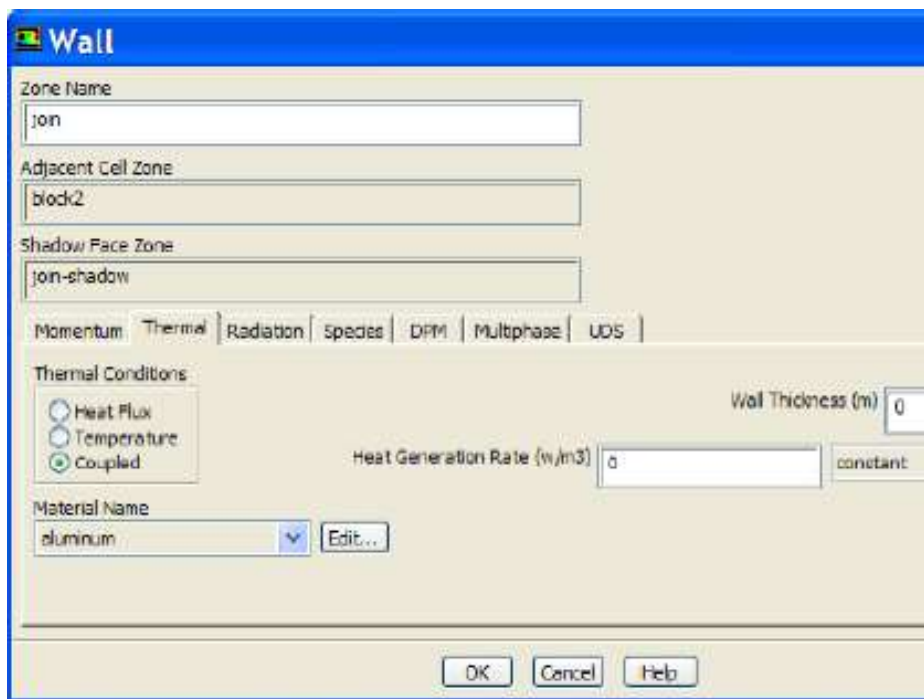 Wall
Zone Name
join
Adjacent Cell Zone
block2
Shadow Face Zone
join-shadow
Momentum Thermal Radiation Species DPM Multiphase UDS
Thermal Conditions
Heat Flux
Temperature
Coupled
Wall Thickness (m) 0
Heat Generation Rate (w/m3) 0 constant
Material Name
aluminum Edit...
OK Cancel Help